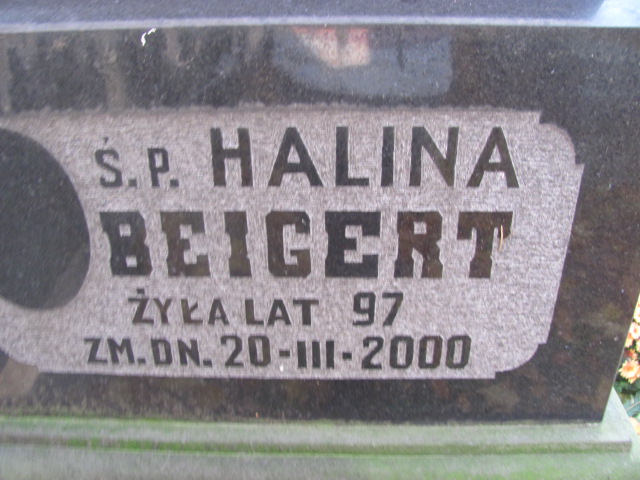 Ś.P. HALINA
BEIGERT
ŻYŁA LAT 97
ZM.DN. 20-III-2000